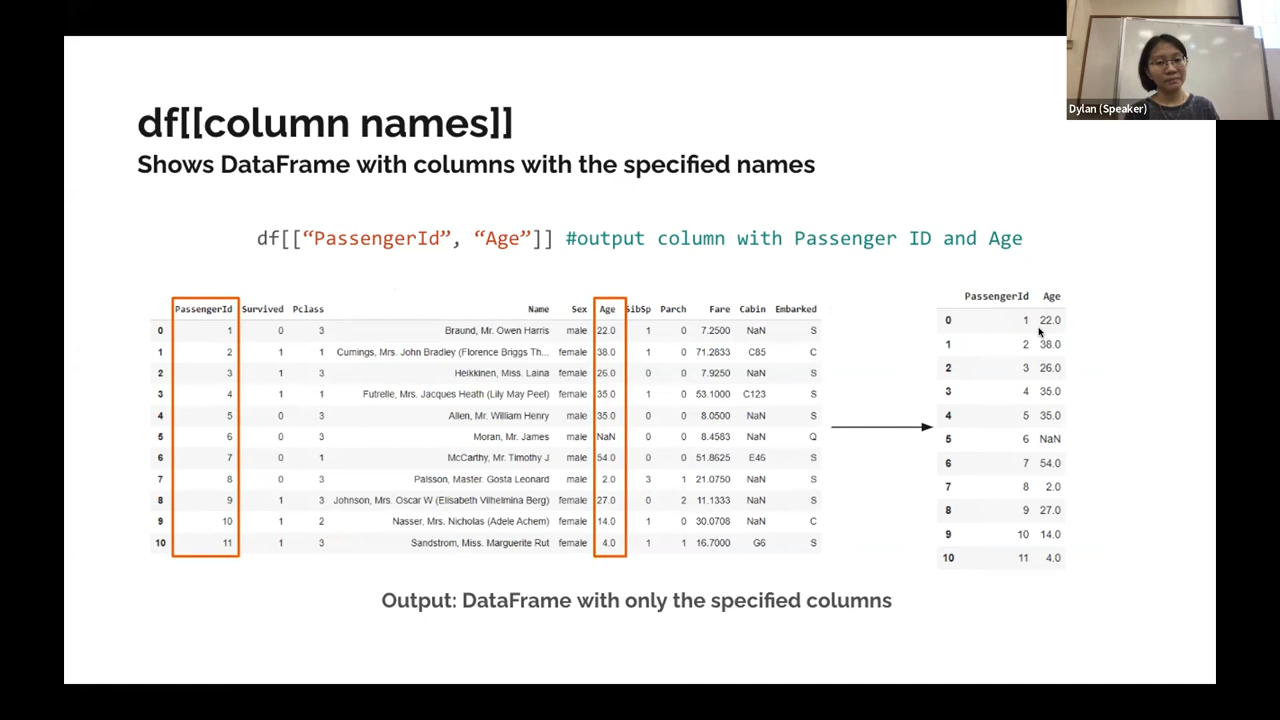 Dylan (Speaker)
df[[column names]]
Shows DataFrame with columns with the specified names
df[[“PassengerId”, “Age”]] #output column with Passenger ID and Age
PassengerId Survived Pclass Name Sex Age SibSp Parch Fare Cabin Embarked
0 1 0 3 Braund, Mr. Owen Harris male 22.0 1 0 7.2500 NaN S
1 2 1 1 Cumings, Mrs. John Bradley (Florence Briggs Th... female 38.0 1 0 71.2833 C85 C
2 3 1 3 Heikkinen, Miss. Laina female 26.0 0 0 7.9250 NaN S
3 4 1 1 Futrelle, Mrs. Jacques Heath (Lily May Peel) female 35.0 1 0 53.1000 C123 S
4 5 0 3 Allen, Mr. William Henry male 35.0 0 0 8.0500 NaN S
5 6 0 3 Moran, Mr. James male NaN 0 0 8.4583 NaN Q
6 7 0 1 McCarthy, Mr. Timothy J male 54.0 0 0 51.8625 E46 S
7 8 0 3 Palsson, Master. Gosta Leonard male 2.0 3 1 21.0750 NaN S
8 9 1 3 Johnson, Mrs. Oscar W (Elisabeth Vilhelmina Berg) female 27.0 0 2 11.1333 NaN S
9 10 1 2 Nasser, Mrs. Nicholas (Adele Achem) female 14.0 1 0 30.0708 NaN C
10 11 1 3 Sandstrom, Miss. Marguerite Rut female 4.0 1 1 16.7000 G6 S
PassengerId Age
0 1 22.0
1 2 38.0
2 3 26.0
3 4 35.0
4 5 35.0
5 6 NaN
6 7 54.0
7 8 2.0
8 9 27.0
9 10 14.0
10 11 4.0
Output: DataFrame with only the specified columns